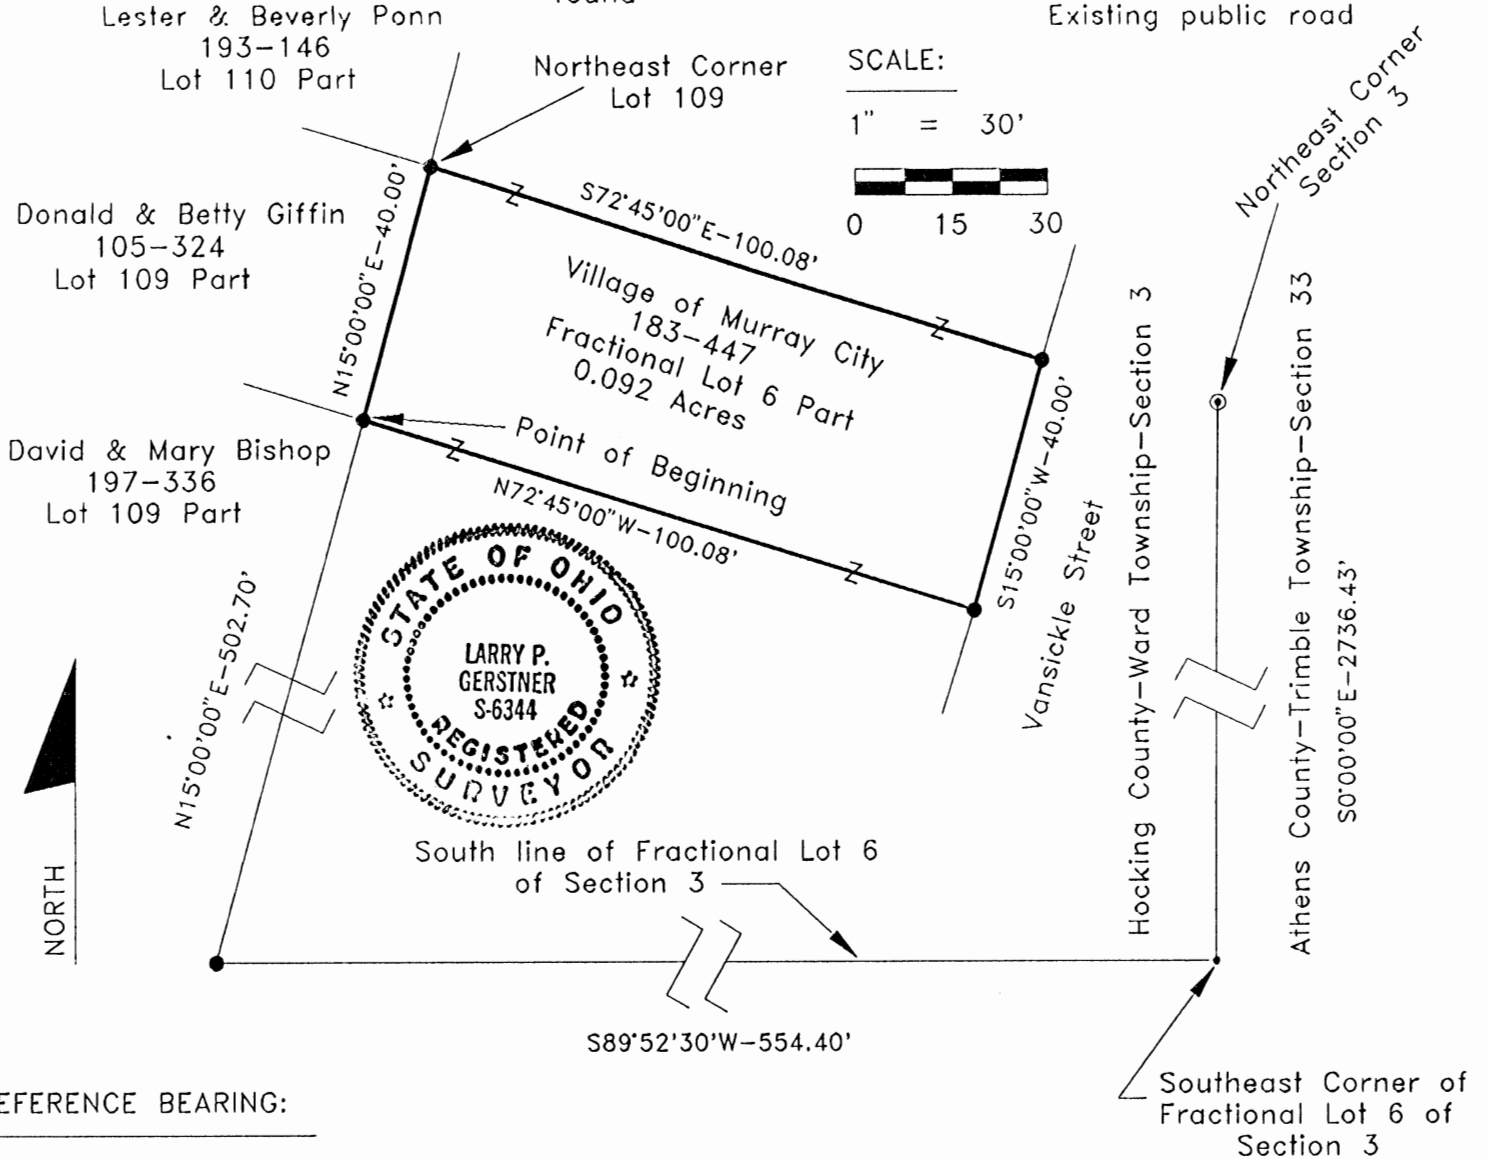 Lester & Beverly Ponn
193-146
Lot 110 Part
Existing public road
Northeast Corner
Lot 109
SCALE:
1" = 30'
0 15 30
Northeast Corner
Section 3
Donald & Betty Giffin
105-324
Lot 109 Part
N15°00'00"E-40.00'
S72°45'00"E-100.08'
Village of Murray City
183-447
Fractional Lot 6 Part
0.092 Acres
Point of Beginning
N72°45'00"W-100.08'
S15°00'00"W-40.00'
Vansickle Street
Hocking County-Ward Township-Section 3
Athens County-Trimble Township-Section 33
S0°00'00"E-2736.43'
David & Mary Bishop
197-336
Lot 109 Part
N15°00'00"E-502.70'
STATE OF OHIO
LARRY P.
GERSTNER
S-6344
REGISTERED
SURVEYOR
NORTH
South line of Fractional Lot 6
of Section 3
S89°52'30'W-554.40'
EFERENCE BEARING:
Southeast Corner of
Fractional Lot 6 of
Section 3